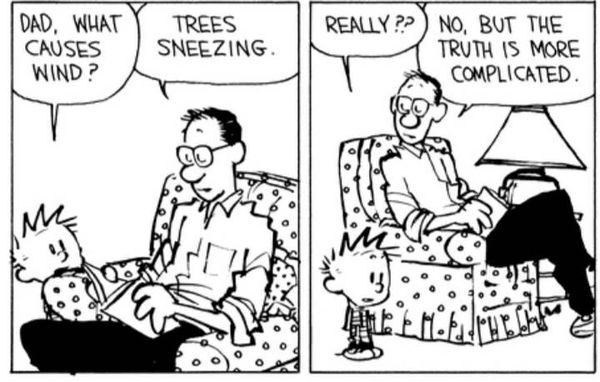 DAD, WHAT
CAUSES
WIND?
TREES
SNEEZING.
REALLY??
NO, BUT THE
TRUTH IS MORE
COMPLICATED.